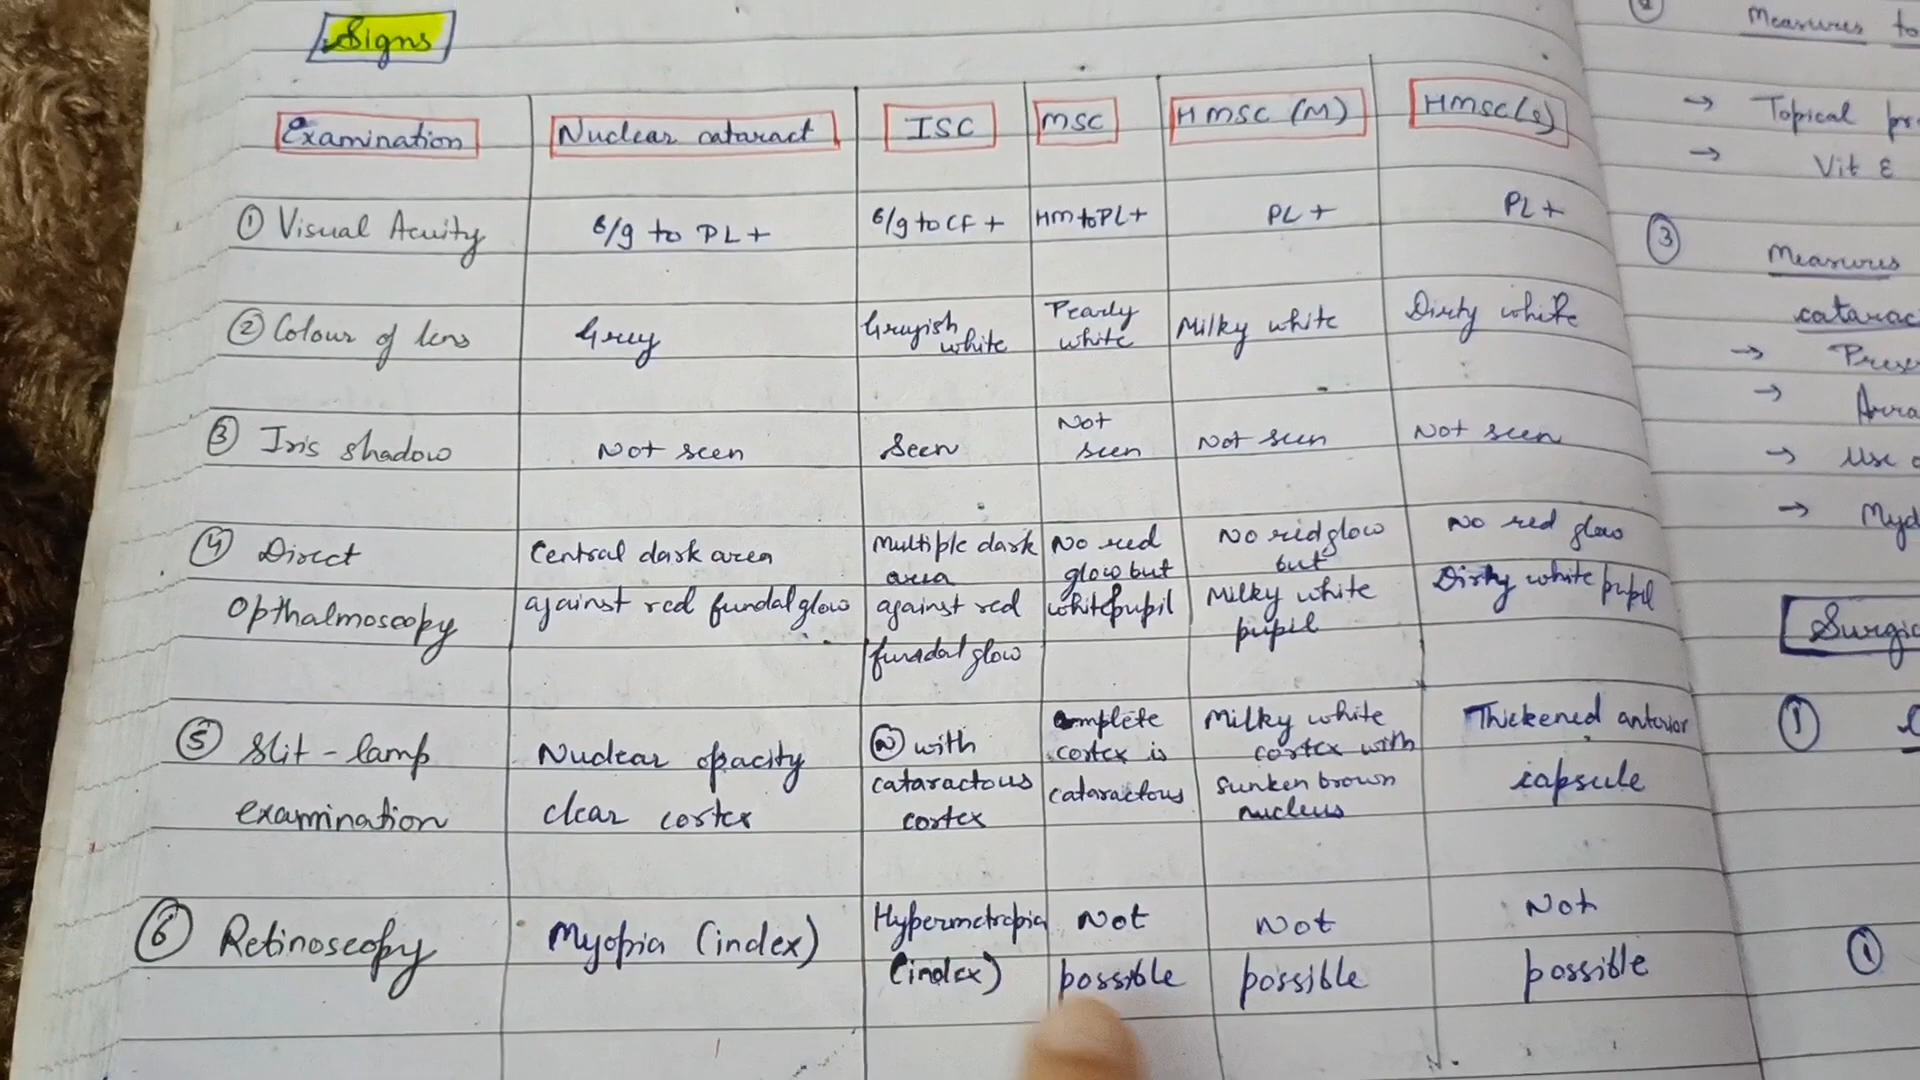 Signs
Examination Nuclear cataract ISC MSC HMSC (M) HMSC(S)
① Visual Acuity 6/9 to PL + 6/9 to CF + HM to PL + PL + PL +
② Colour of lens Grey Greyish white Pearly white Milky white Dirty white
③ Iris shadow Not seen Seen Not seen Not seen Not seen
④ Direct Opthalmoscopy Central dark area against red fundal glow Multiple dark area against red fundal glow No red glow but white pupil No red glow but Milky white pupil No red glow Dirty white pupil
⑤ Slit-lamp examination Nuclear opacity clear cortex Ⓝ with cataractous cortex Complete cortex is cataractous Milky white cortex with sunken brown nucleus Thickened anterior capsule
⑥ Retinoscopy Myopia (index) Hypermetropia (index) Not possible Not possible Not possible
Measures to
→ Topical
→ Vit E
③ Measures
→
→
→ Use
→
①
①